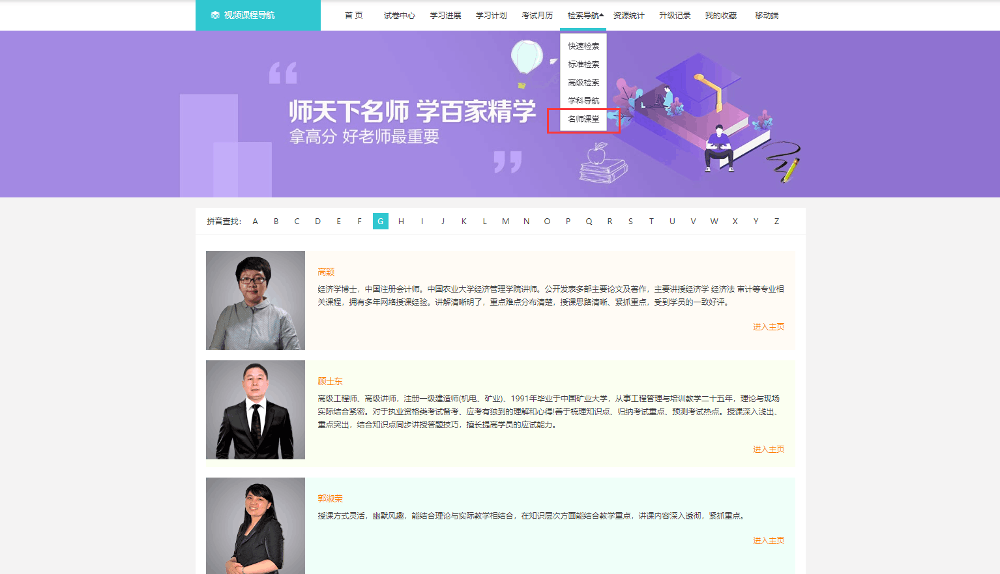 视频课程导航
首 页 试卷中心 学习进展 学习计划 考试月历 检索导航 资源统计 升级记录 我的收藏 移动端
快速检索
标准检索
高级检索
学科导航
名师课堂
师天下名师 学百家精学
拿高分 好老师最重要
拼音查找： A B C D E F G H I J K L M N O P Q R S T U V W X Y Z
高颖
经济学博士，中国注册会计师。中国农业大学经济管理学院讲师。公开发表多部主要论文及著作，主要讲授经济学 经济法 审计等专业相
关课程，拥有多年网络授课经验。讲解清晰明了，重点难点分布清楚，授课思路清晰、紧抓重点，受到学员的一致好评。
进入主页
顾士东
高级工程师、高级讲师，注册一级建造师(机电、矿业)、1991年毕业于中国矿业大学，从事工程管理与培训教学二十五年，理论与现场
实际结合紧密。对于执业资格类考试备考、应考有独到的理解和心得!善于梳理知识点、归纳考试重点、预测考试热点。授课深入浅出、
重点突出，结合知识点同步讲授答题技巧，擅长提高学员的应试能力。
进入主页
郭淑荣
授课方式灵活，幽默风趣，能结合理论与实际教学相结合，在知识层次方面能结合教学重点，讲课内容深入透彻，紧抓重点。
进入主页